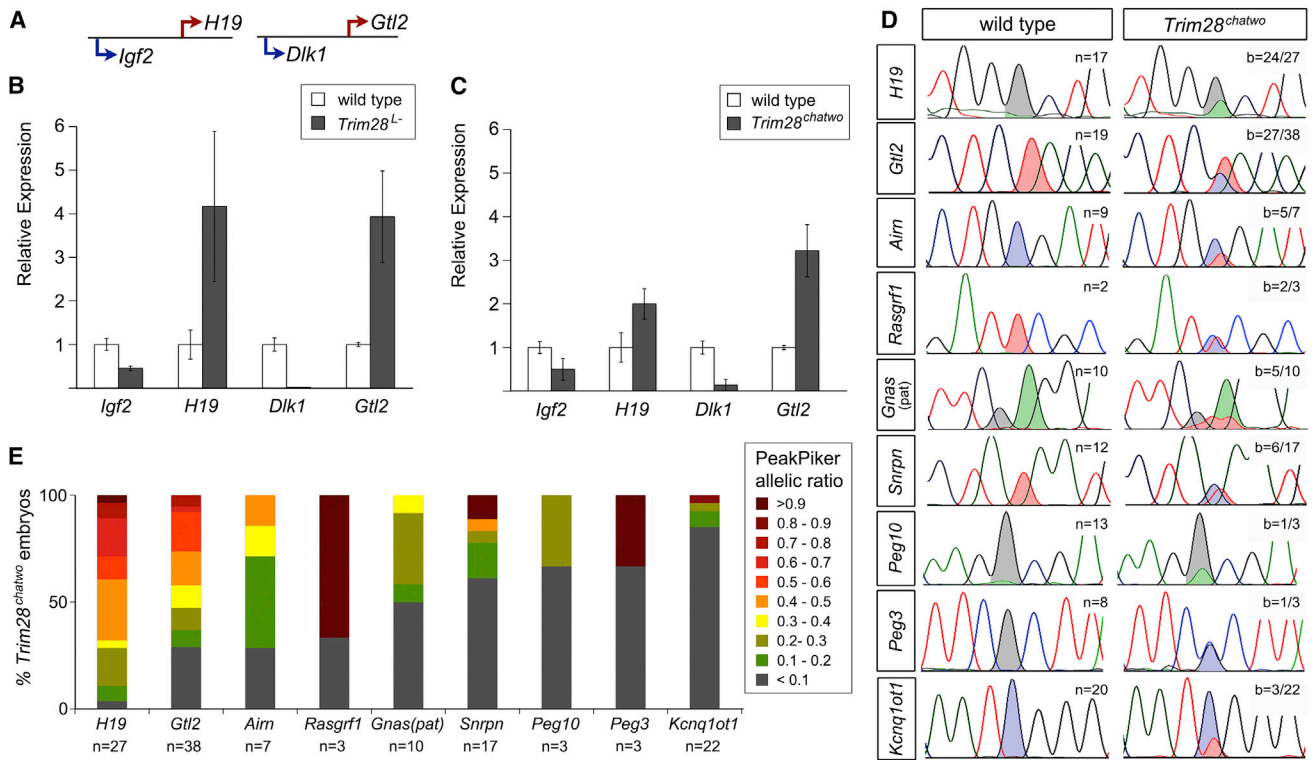 A
H19
Igf2
Gtl2
Dlk1
B
wild type
Trim28 L-
Relative Expression
6
5
4
3
2
1
Igf2 H19 Dlk1 Gtl2
C
wild type
Trim28 chatwo
Relative Expression
6
5
4
3
2
1
Igf2 H19 Dlk1 Gtl2
D
wild type Trim28 chatwo
H19 n=17 b=24/27
Gtl2 n=19 b=27/38
Airn n=9 b=5/7
Rasgrf1 n=2 b=2/3
Gnas (pat) n=10 b=5/10
Snrpn n=12 b=6/17
Peg10 n=13 b=1/3
Peg3 n=8 b=1/3
Kcnq1ot1 n=20 b=3/22
E
% Trim28 chatwo embryos
100
50
0
H19 Gtl2 Airn Rasgrf1 Gnas(pat) Snrpn Peg10 Peg3 Kcnq1ot1
n=27 n=38 n=7 n=3 n=10 n=17 n=3 n=3 n=22
PeakPiker
allelic ratio
>0.9
0.8 - 0.9
0.7 - 0.8
0.6 - 0.7
0.5 - 0.6
0.4 - 0.5
0.3 - 0.4
0.2- 0.3
0.1 - 0.2
< 0.1